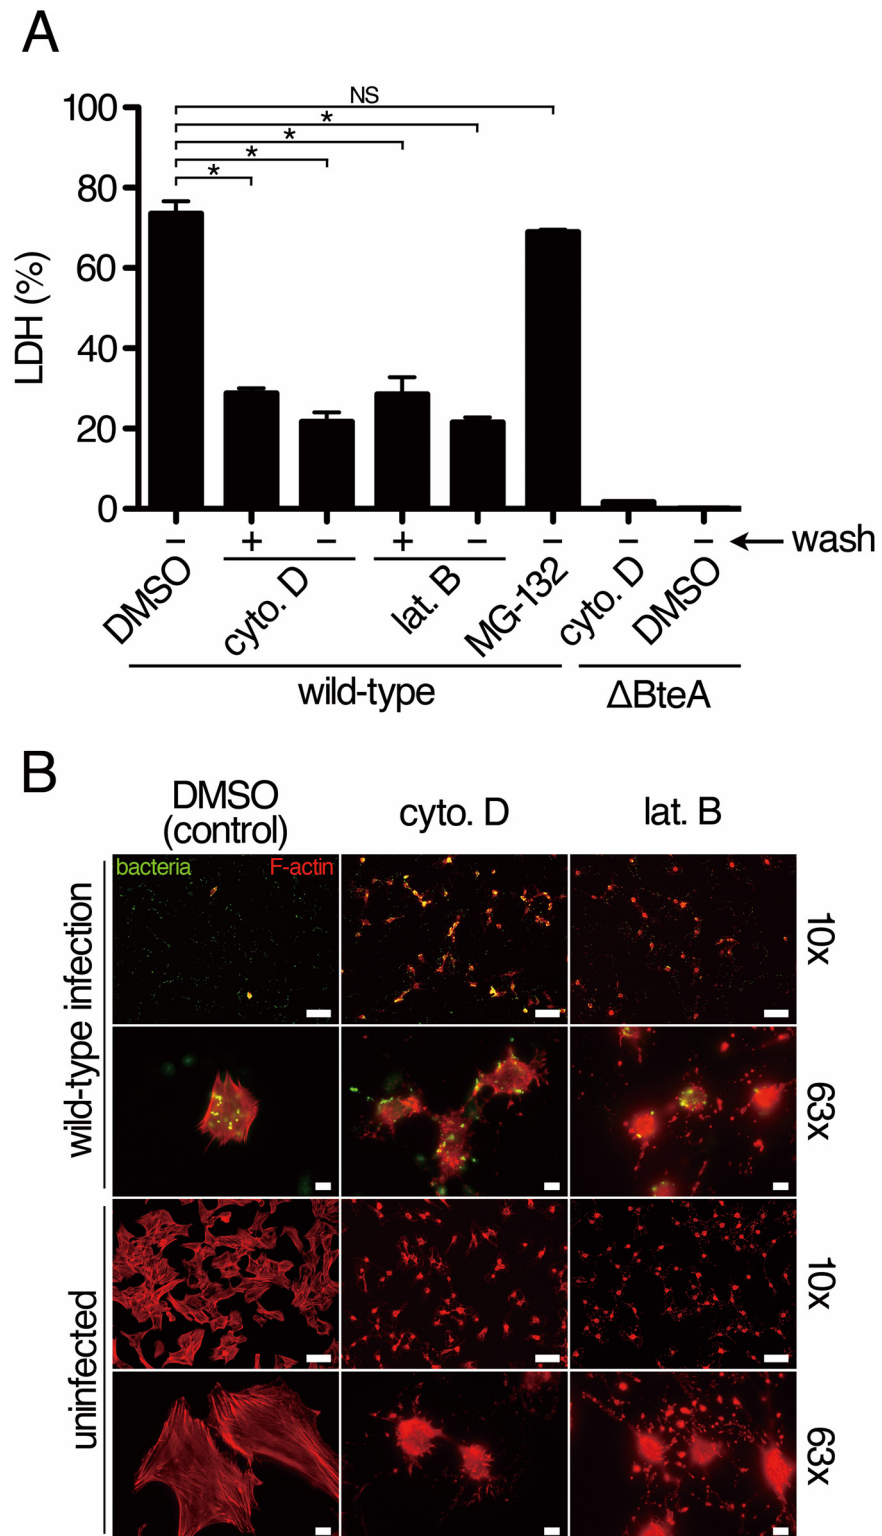 A
NS
*
*
*
*
100
80
60
40
20
0
LDH (%)
– + – + – – – – ← wash
DMSO cyto. D lat. B MG-132 cyto. D DMSO
wild-type ΔBteA
B
DMSO
(control)
cyto. D
lat. B
bacteria F-actin
wild-type infection
10x
63x
uninfected
10x
63x